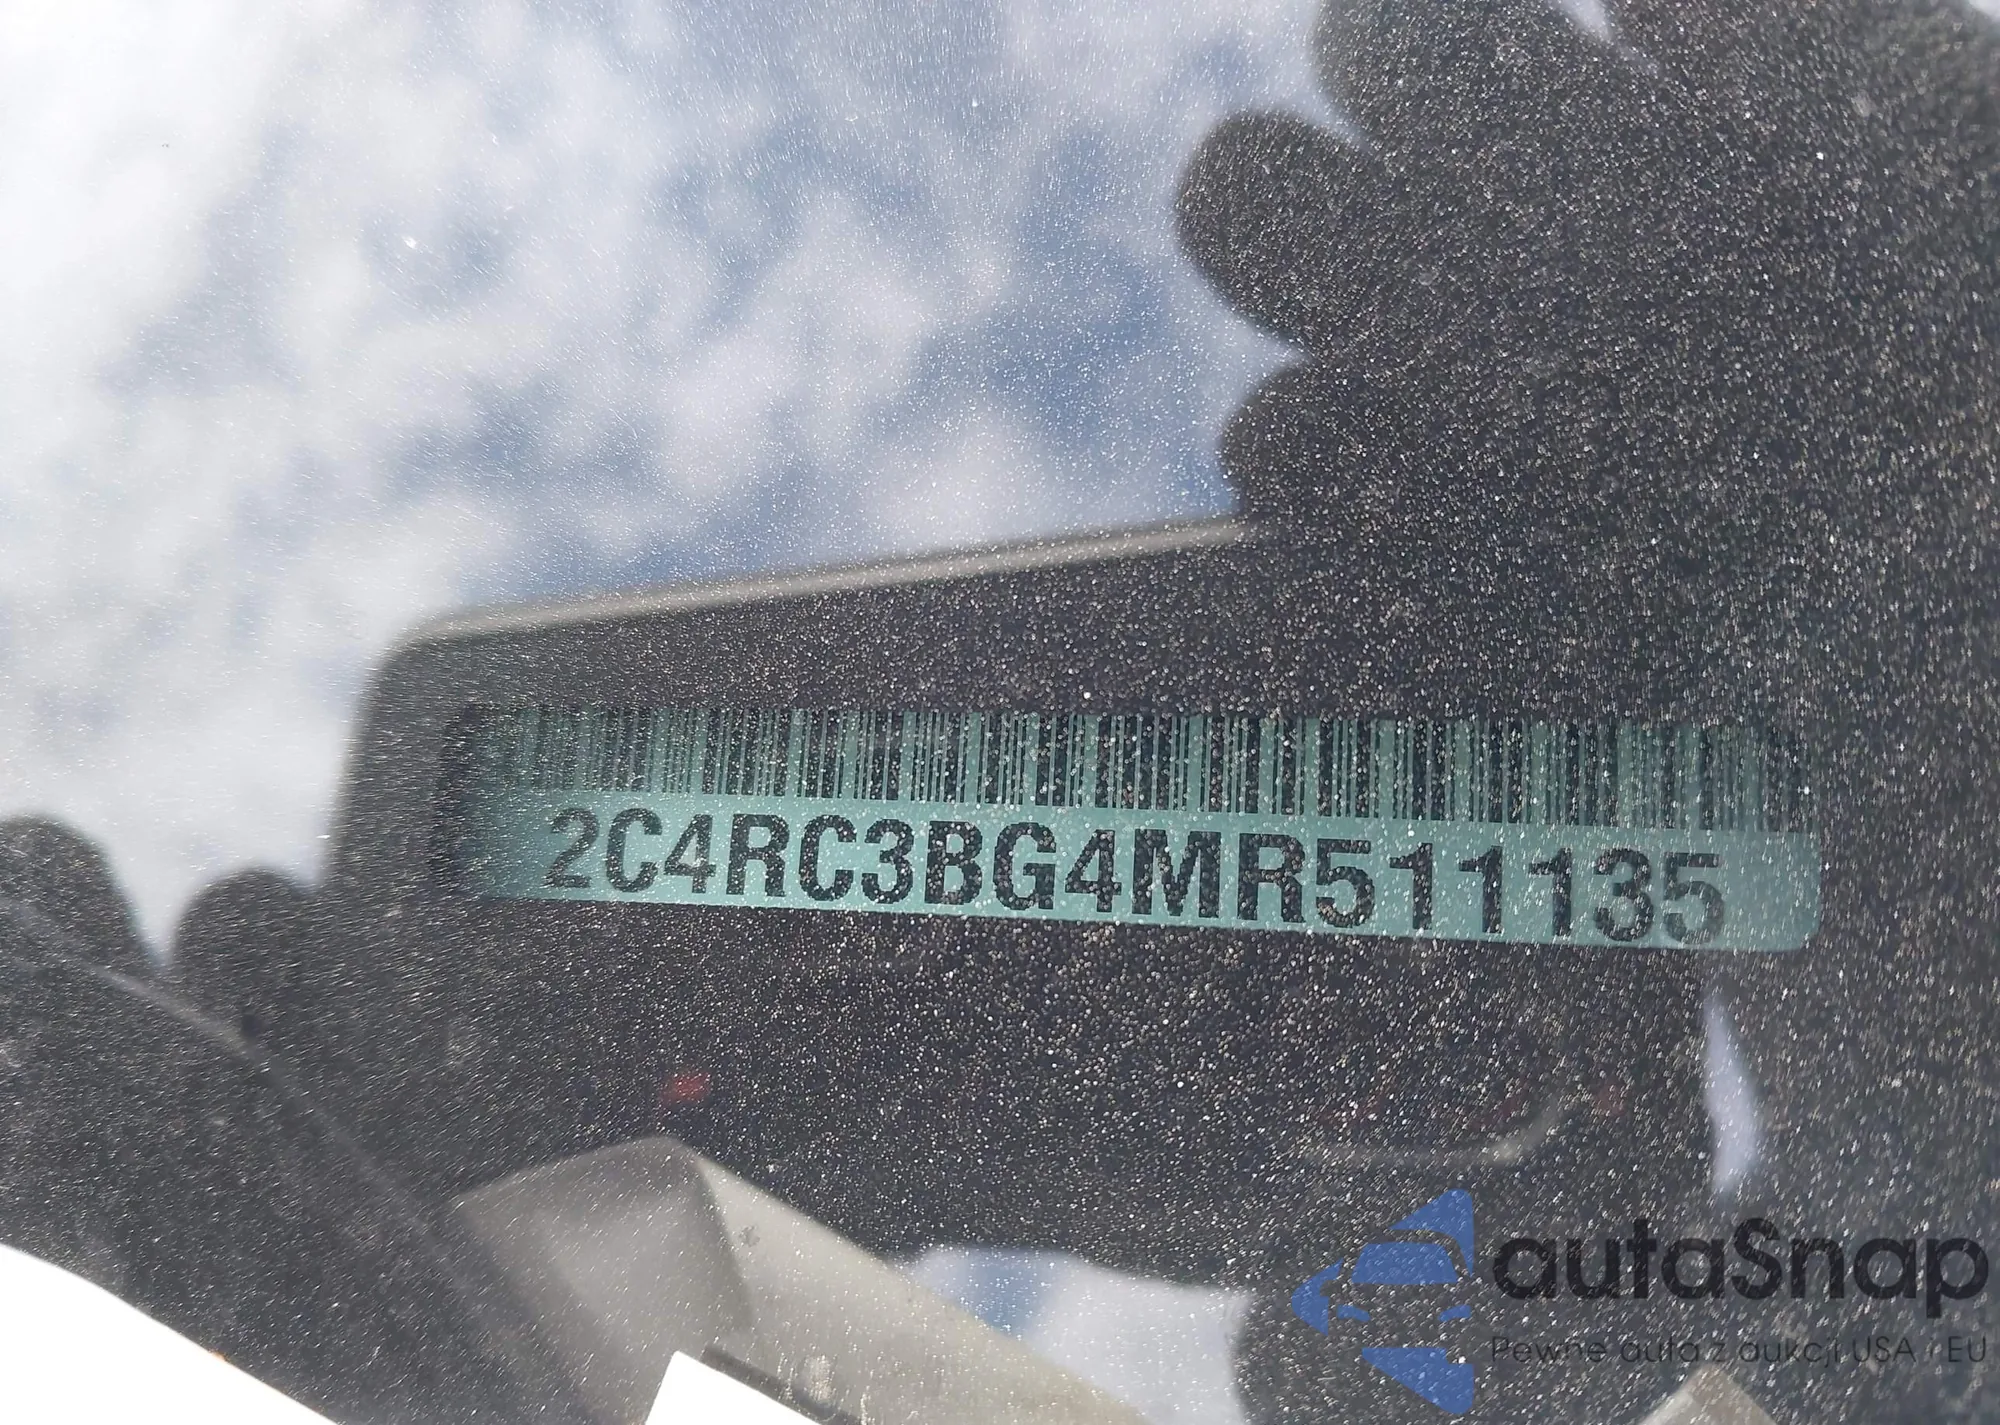 2C4RC3BG4MR511135
autaSnap
Pewne auta z aukcji USA i EU